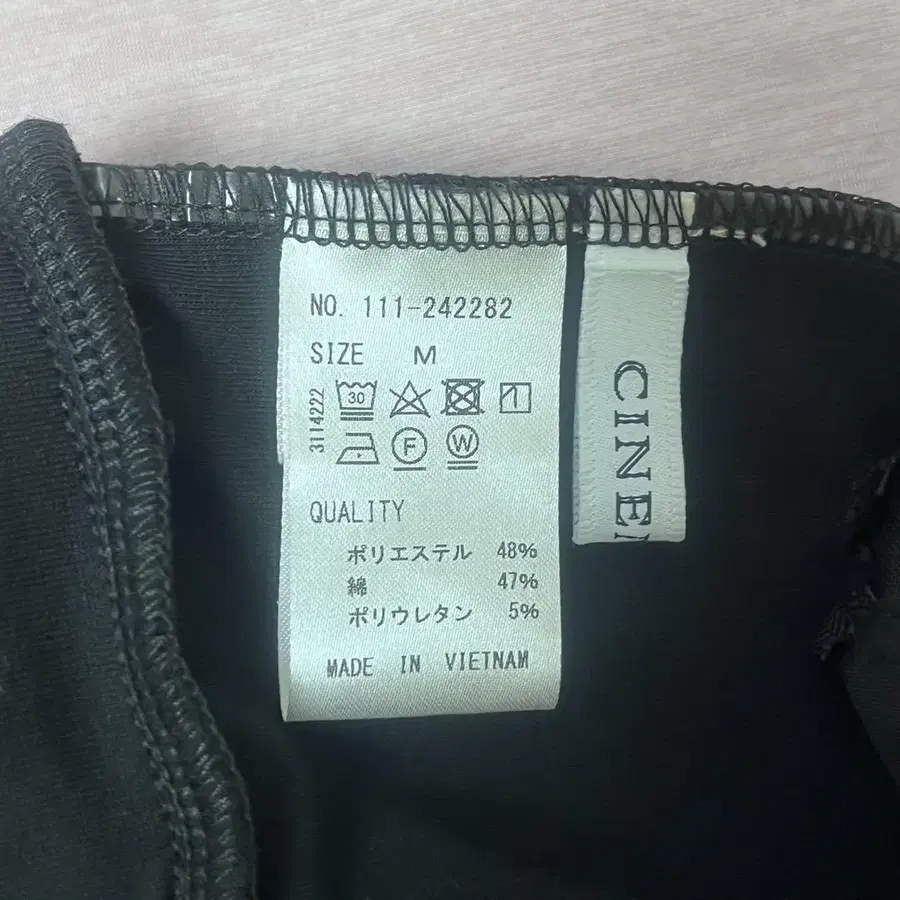 NO. 111-242282
SIZE M
3114222
30
F W
QUALITY
ポリエステル 48%
綿 47%
ポリウレタン 5%
MADE IN VIETNAM
CINE